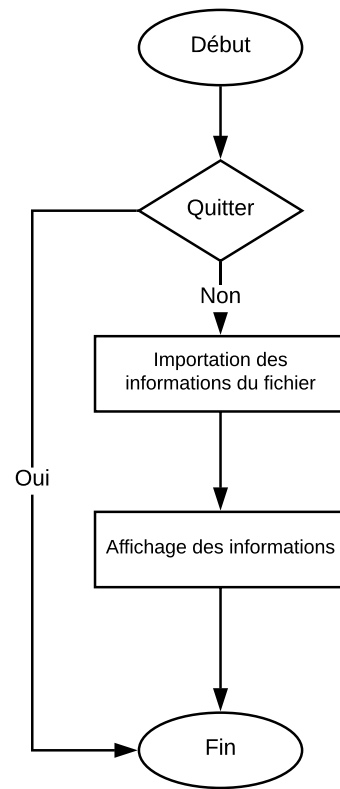 Début
Quitter
Non
Importation des
informations du fichier
Oui
Affichage des informations
Fin